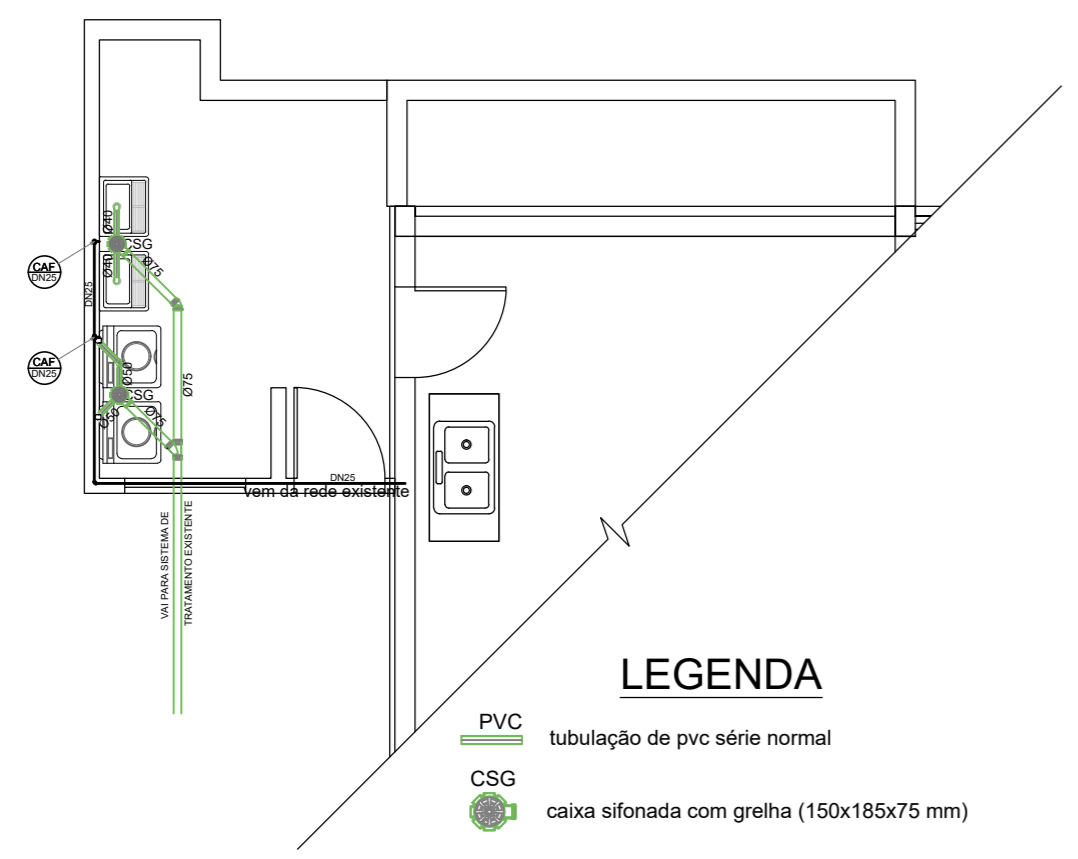 Ø40
CSG
CAF
DN25
Ø40
Ø75
DN25
CAF
DN25
Ø50
Ø75
CSG
Ø50
Ø75
DN25
vem da rede existente
VAI PARA SISTEMA DE
TRATAMENTO EXISTENTE
LEGENDA
PVC
tubulação de pvc série normal
CSG
caixa sifonada com grelha (150x185x75 mm)